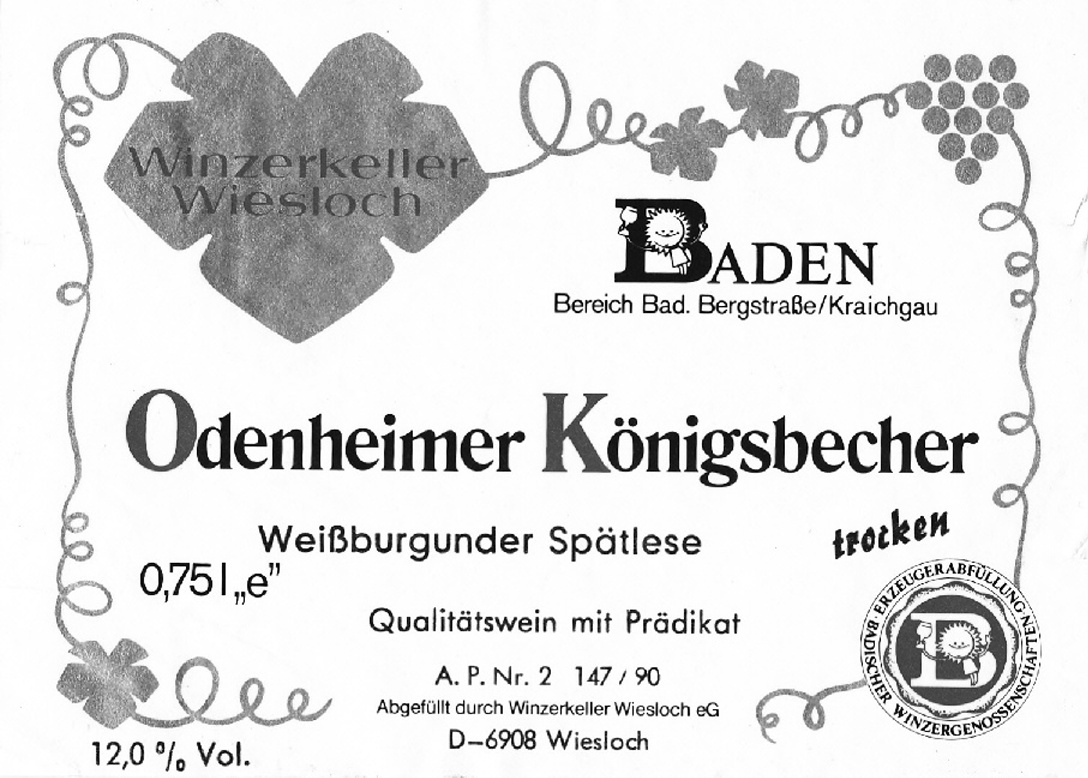 Winzerkeller
Wiesloch
BADEN
Bereich Bad. Bergstraße/Kraichgau
Odenheimer Königsbecher
Weißburgunder Spätlese
trocken
0,75 l „e”
Qualitätswein mit Prädikat
A. P. Nr. 2 147 / 90
Abgefüllt durch Winzerkeller Wiesloch eG
D–6908 Wiesloch
12,0 % Vol.
ERZEUGERABFÜLLUNG · BADISCHER WINZERGENOSSENSCHAFTEN ·
B